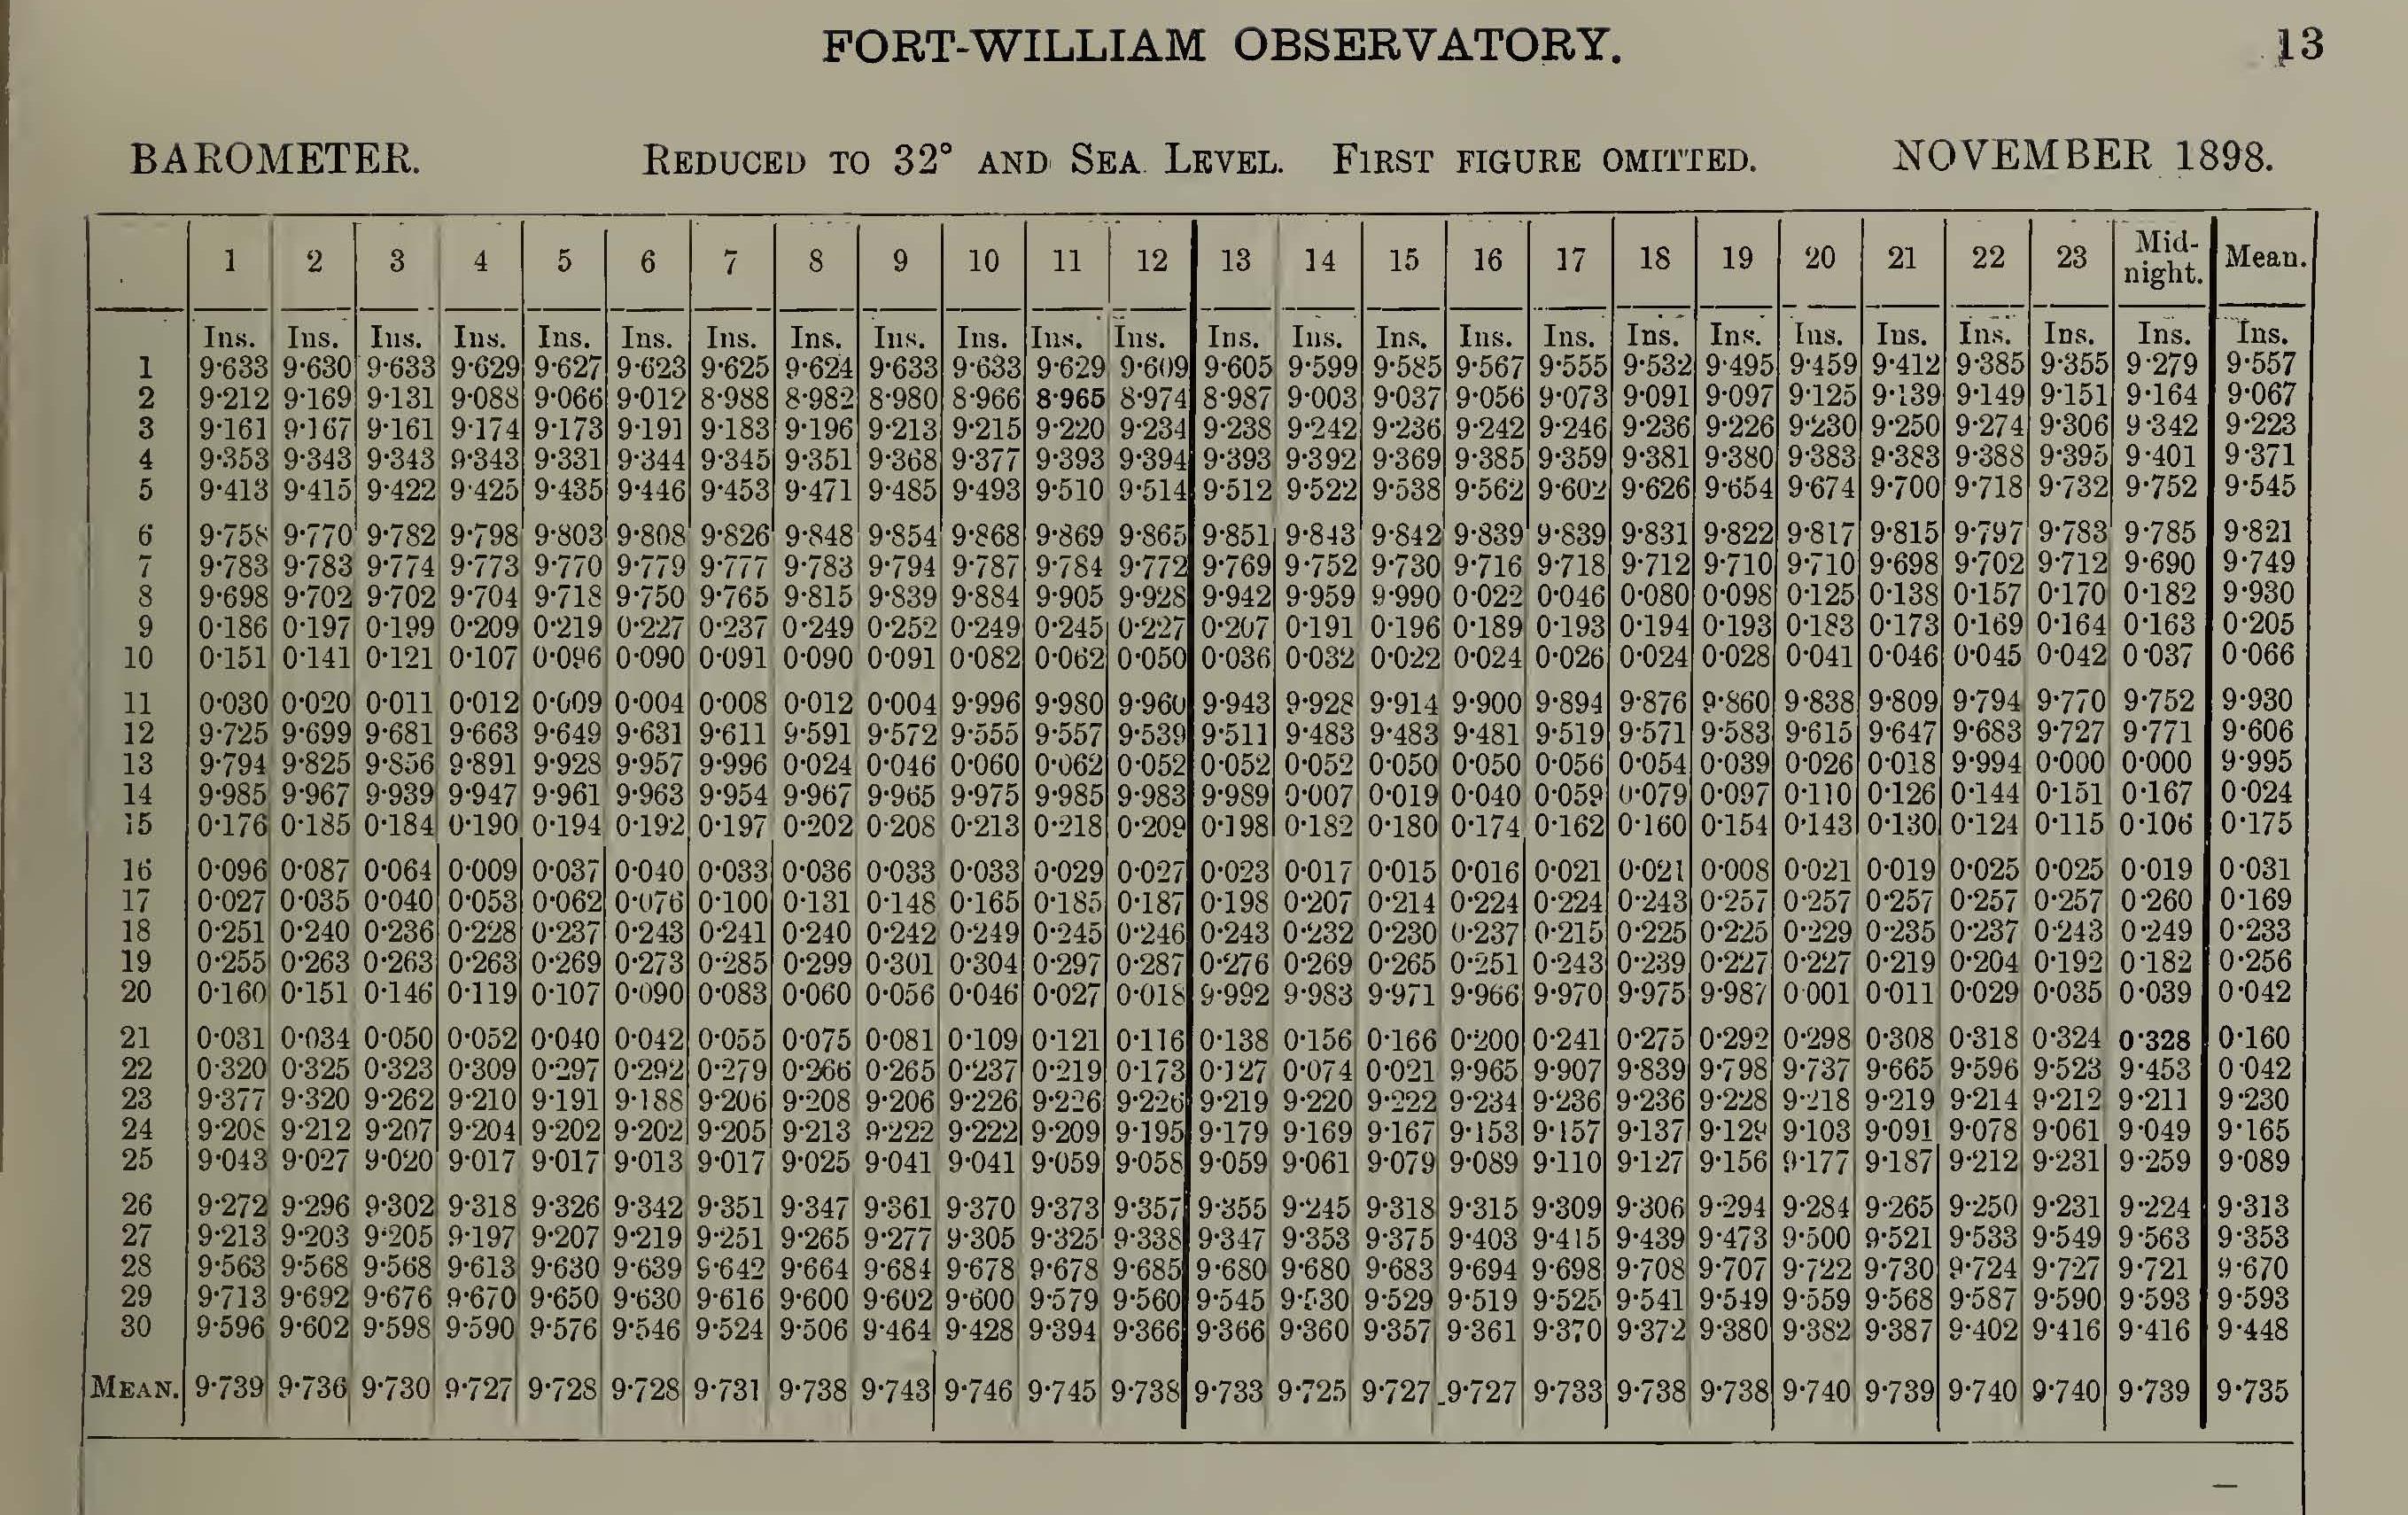 FORT-WILLIAM OBSERVATORY. 13
BAROMETER. REDUCED TO 32° AND SEA LEVEL. FIRST FIGURE OMITTED. NOVEMBER 1898.
1 2 3 4 5 6 7 8 9 10 11 12 13 14 15 16 17 18 19 20 21 22 23 Mid-night. Mean.
Ins. Ins. Ins. Ins. Ins. Ins. Ins. Ins. Ins. Ins. Ins. Ins. Ins. Ins. Ins. Ins. Ins. Ins. Ins. Ins. Ins. Ins. Ins. Ins. Ins.
1 9·633 9·630 9·633 9·629 9·627 9·623 9·625 9·624 9·633 9·633 9·629 9·609 9·605 9·599 9·585 9·567 9·555 9·532 9·495 9·459 9·412 9·385 9·355 9·279 9·557
2 9·212 9·169 9·131 9·088 9·066 9·012 8·988 8·982 8·980 8·966 8·965 8·974 8·987 9·003 9·037 9·056 9·073 9·091 9·097 9·125 9·139 9·149 9·151 9·164 9·067
3 9·161 9·167 9·161 9·174 9·173 9·191 9·183 9·196 9·213 9·215 9·220 9·234 9·238 9·242 9·236 9·242 9·246 9·236 9·226 9·230 9·250 9·274 9·306 9·342 9·223
4 9·353 9·343 9·343 9·343 9·331 9·344 9·345 9·351 9·368 9·377 9·393 9·394 9·393 9·392 9·369 9·385 9·359 9·381 9·380 9·383 9·383 9·388 9·395 9·401 9·371
5 9·413 9·415 9·422 9·425 9·435 9·446 9·453 9·471 9·485 9·493 9·510 9·514 9·512 9·522 9·538 9·562 9·602 9·626 9·654 9·674 9·700 9·718 9·732 9·752 9·545
6 9·758 9·770 9·782 9·798 9·803 9·808 9·826 9·848 9·854 9·868 9·869 9·865 9·851 9·843 9·842 9·839 9·839 9·831 9·822 9·817 9·815 9·797 9·783 9·785 9·821
7 9·783 9·783 9·774 9·773 9·770 9·779 9·777 9·783 9·794 9·787 9·784 9·772 9·769 9·752 9·730 9·716 9·718 9·712 9·710 9·710 9·698 9·702 9·712 9·690 9·749
8 9·698 9·702 9·702 9·704 9·718 9·750 9·765 9·815 9·839 9·884 9·905 9·928 9·942 9·959 9·990 0·022 0·046 0·080 0·098 0·125 0·138 0·157 0·170 0·182 9·930
9 0·186 0·197 0·199 0·209 0·219 0·227 0·237 0·249 0·252 0·249 0·245 0·227 0·207 0·191 0·196 0·189 0·193 0·194 0·193 0·183 0·173 0·169 0·164 0·163 0·205
10 0·151 0·141 0·121 0·107 0·096 0·090 0·091 0·090 0·091 0·082 0·062 0·050 0·036 0·032 0·022 0·024 0·026 0·024 0·028 0·041 0·046 0·045 0·042 0·037 0·066
11 0·030 0·020 0·011 0·012 0·009 0·004 0·008 0·012 0·004 9·996 9·980 9·960 9·943 9·928 9·914 9·900 9·894 9·876 9·860 9·838 9·809 9·794 9·770 9·752 9·930
12 9·725 9·699 9·681 9·663 9·649 9·631 9·611 9·591 9·572 9·555 9·557 9·539 9·511 9·483 9·483 9·481 9·519 9·571 9·583 9·615 9·647 9·683 9·727 9·771 9·606
13 9·794 9·825 9·856 9·891 9·928 9·957 9·996 0·024 0·046 0·060 0·062 0·052 0·052 0·052 0·050 0·050 0·056 0·054 0·039 0·026 0·018 9·994 0·000 0·000 9·995
14 9·985 9·967 9·939 9·947 9·961 9·963 9·954 9·967 9·965 9·975 9·985 9·983 9·989 0·007 0·019 0·040 0·059 0·079 0·097 0·110 0·126 0·144 0·151 0·167 0·024
15 0·176 0·185 0·184 0·190 0·194 0·192 0·197 0·202 0·208 0·213 0·218 0·209 0·198 0·182 0·180 0·174 0·162 0·160 0·154 0·143 0·130 0·124 0·115 0·106 0·175
16 0·096 0·087 0·064 0·009 0·037 0·040 0·033 0·036 0·033 0·033 0·029 0·027 0·023 0·017 0·015 0·016 0·021 0·021 0·008 0·021 0·019 0·025 0·025 0·019 0·031
17 0·027 0·035 0·040 0·053 0·062 0·076 0·100 0·131 0·148 0·165 0·185 0·187 0·198 0·207 0·214 0·224 0·224 0·243 0·257 0·257 0·257 0·257 0·257 0·260 0·169
18 0·251 0·240 0·236 0·228 0·237 0·243 0·241 0·240 0·242 0·249 0·245 0·246 0·243 0·232 0·230 0·237 0·215 0·225 0·225 0·229 0·235 0·237 0·243 0·249 0·233
19 0·255 0·263 0·263 0·263 0·269 0·273 0·285 0·299 0·301 0·304 0·297 0·287 0·276 0·269 0·265 0·251 0·243 0·239 0·227 0·227 0·219 0·204 0·192 0·182 0·256
20 0·160 0·151 0·146 0·119 0·107 0·090 0·083 0·060 0·056 0·046 0·027 0·018 9·992 9·983 9·971 9·966 9·970 9·975 9·987 0·001 0·011 0·029 0·035 0·039 0·042
21 0·031 0·034 0·050 0·052 0·040 0·042 0·055 0·075 0·081 0·109 0·121 0·116 0·138 0·156 0·166 0·200 0·241 0·275 0·292 0·298 0·308 0·318 0·324 0·328 0·160
22 0·320 0·325 0·323 0·309 0·297 0·292 0·279 0·266 0·265 0·237 0·219 0·173 0·127 0·074 0·021 9·965 9·907 9·839 9·798 9·737 9·665 9·596 9·523 9·453 0·042
23 9·377 9·320 9·262 9·210 9·191 9·188 9·206 9·208 9·206 9·226 9·226 9·226 9·219 9·220 9·222 9·234 9·236 9·236 9·228 9·218 9·219 9·214 9·212 9·211 9·230
24 9·208 9·212 9·207 9·204 9·202 9·202 9·205 9·213 9·222 9·222 9·209 9·195 9·179 9·169 9·167 9·153 9·157 9·137 9·129 9·103 9·091 9·078 9·061 9·049 9·165
25 9·043 9·027 9·020 9·017 9·017 9·013 9·017 9·025 9·041 9·041 9·059 9·058 9·059 9·061 9·079 9·089 9·110 9·127 9·156 9·177 9·187 9·212 9·231 9·259 9·089
26 9·272 9·296 9·302 9·318 9·326 9·342 9·351 9·347 9·361 9·370 9·373 9·357 9·355 9·245 9·318 9·315 9·309 9·306 9·294 9·284 9·265 9·250 9·231 9·224 9·313
27 9·213 9·203 9·205 9·197 9·207 9·219 9·251 9·265 9·277 9·305 9·325 9·338 9·347 9·353 9·375 9·403 9·415 9·439 9·473 9·500 9·521 9·533 9·549 9·563 9·353
28 9·563 9·568 9·568 9·613 9·630 9·639 9·642 9·664 9·684 9·678 9·678 9·685 9·680 9·680 9·683 9·694 9·698 9·708 9·707 9·722 9·730 9·724 9·727 9·721 9·670
29 9·713 9·692 9·676 9·670 9·650 9·630 9·616 9·600 9·602 9·600 9·579 9·560 9·545 9·530 9·529 9·519 9·525 9·541 9·549 9·559 9·568 9·587 9·590 9·593 9·593
30 9·596 9·602 9·598 9·590 9·576 9·546 9·524 9·506 9·464 9·428 9·394 9·366 9·366 9·360 9·357 9·361 9·370 9·372 9·380 9·382 9·387 9·402 9·416 9·416 9·448
MEAN. 9·739 9·736 9·730 9·727 9·728 9·728 9·731 9·738 9·743 9·746 9·745 9·738 9·733 9·725 9·727 9·727 9·733 9·738 9·738 9·740 9·739 9·740 9·740 9·739 9·735